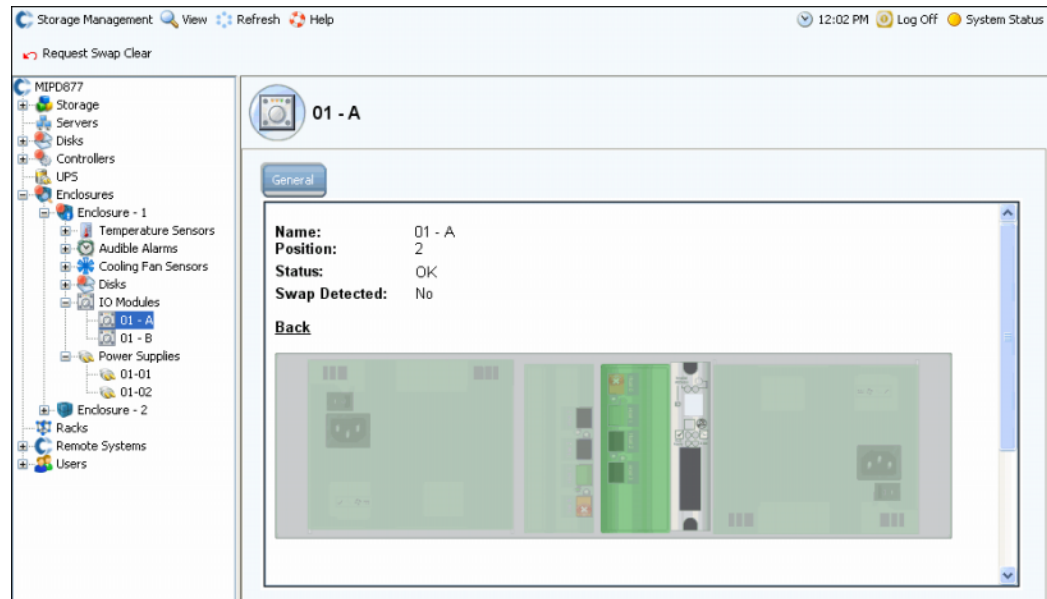 Storage Management View Refresh Help 12:02 PM Log Off System Status
Request Swap Clear
MIPD877
Storage
Servers
Disks
Controllers
UPS
Enclosures
Enclosure - 1
Temperature Sensors
Audible Alarms
Cooling Fan Sensors
Disks
IO Modules
01 - A
01 - B
Power Supplies
01-01
01-02
Enclosure - 2
Racks
Remote Systems
Users
01 - A
General
Name: 01 - A
Position: 2
Status: OK
Swap Detected: No
Back